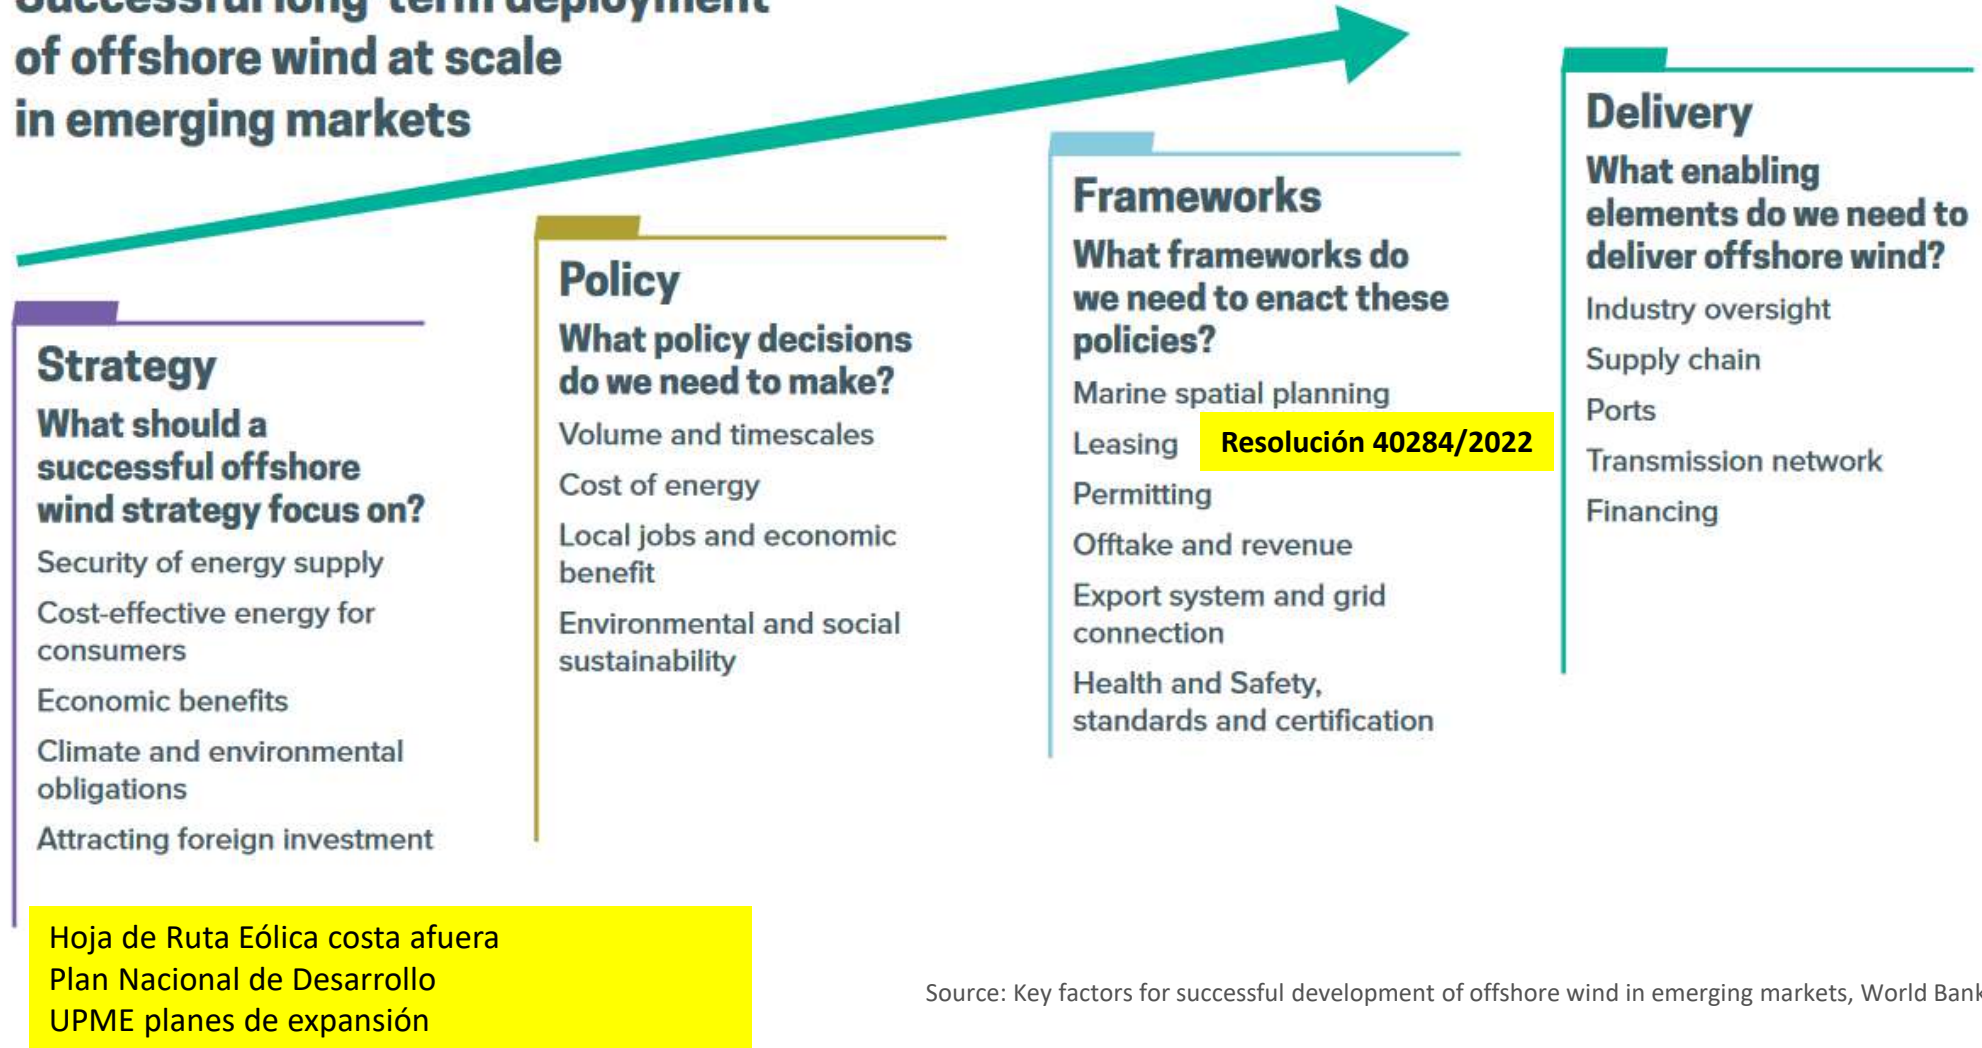 Successful long-term deployment
of offshore wind at scale
in emerging markets
Strategy
What should a
successful offshore
wind strategy focus on?
Security of energy supply
Cost-effective energy for
consumers
Economic benefits
Climate and environmental
obligations
Attracting foreign investment
Hoja de Ruta Eólica costa afuera
Plan Nacional de Desarrollo
UPME planes de expansión
Policy
What policy decisions
do we need to make?
Volume and timescales
Cost of energy
Local jobs and economic
benefit
Environmental and social
sustainability
Frameworks
What frameworks do
we need to enact these
policies?
Marine spatial planning
Leasing
Resolución 40284/2022
Permitting
Offtake and revenue
Export system and grid
connection
Health and Safety,
standards and certification
Delivery
What enabling
elements do we need to
deliver offshore wind?
Industry oversight
Supply chain
Ports
Transmission network
Financing
Source: Key factors for successful development of offshore wind in emerging markets, World Bank